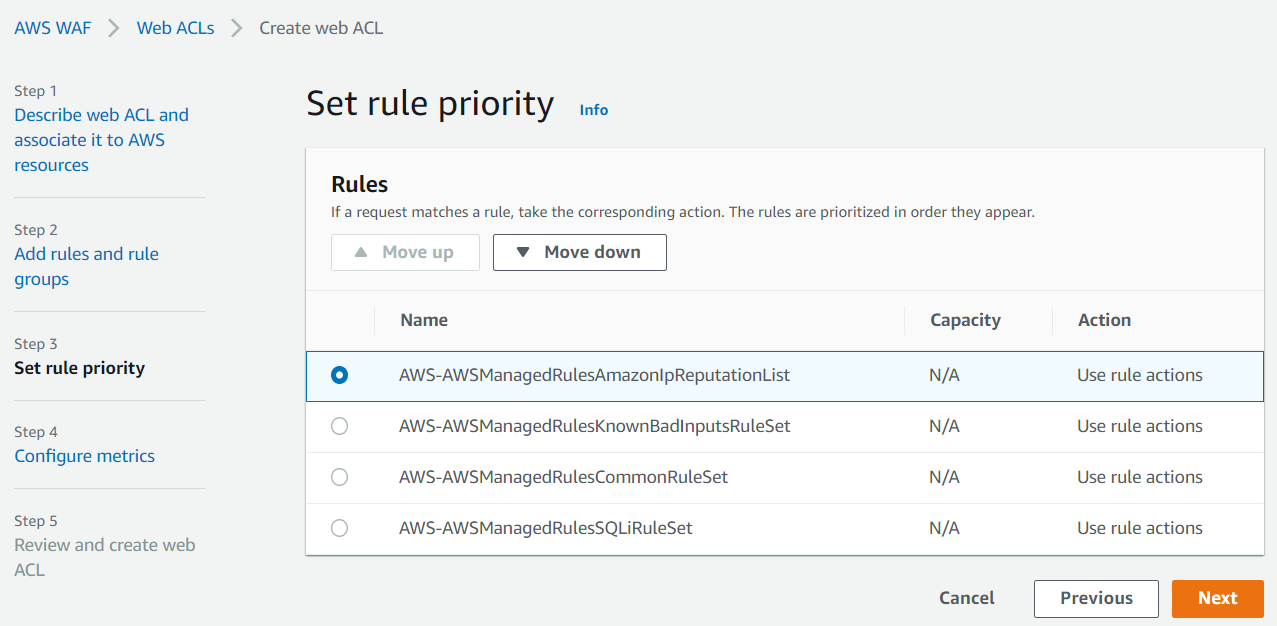 AWS WAF > Web ACLs > Create web ACL
Step 1
Describe web ACL and
associate it to AWS
resources
Step 2
Add rules and rule
groups
Step 3
Set rule priority
Step 4
Configure metrics
Step 5
Review and create web
ACL
Set rule priority Info
Rules
If a request matches a rule, take the corresponding action. The rules are prioritized in order they appear.
▲ Move up ▼ Move down
Name Capacity Action
AWS-AWSManagedRulesAmazonIpReputationList N/A Use rule actions
AWS-AWSManagedRulesKnownBadInputsRuleSet N/A Use rule actions
AWS-AWSManagedRulesCommonRuleSet N/A Use rule actions
AWS-AWSManagedRulesSQLiRuleSet N/A Use rule actions
Cancel Previous Next